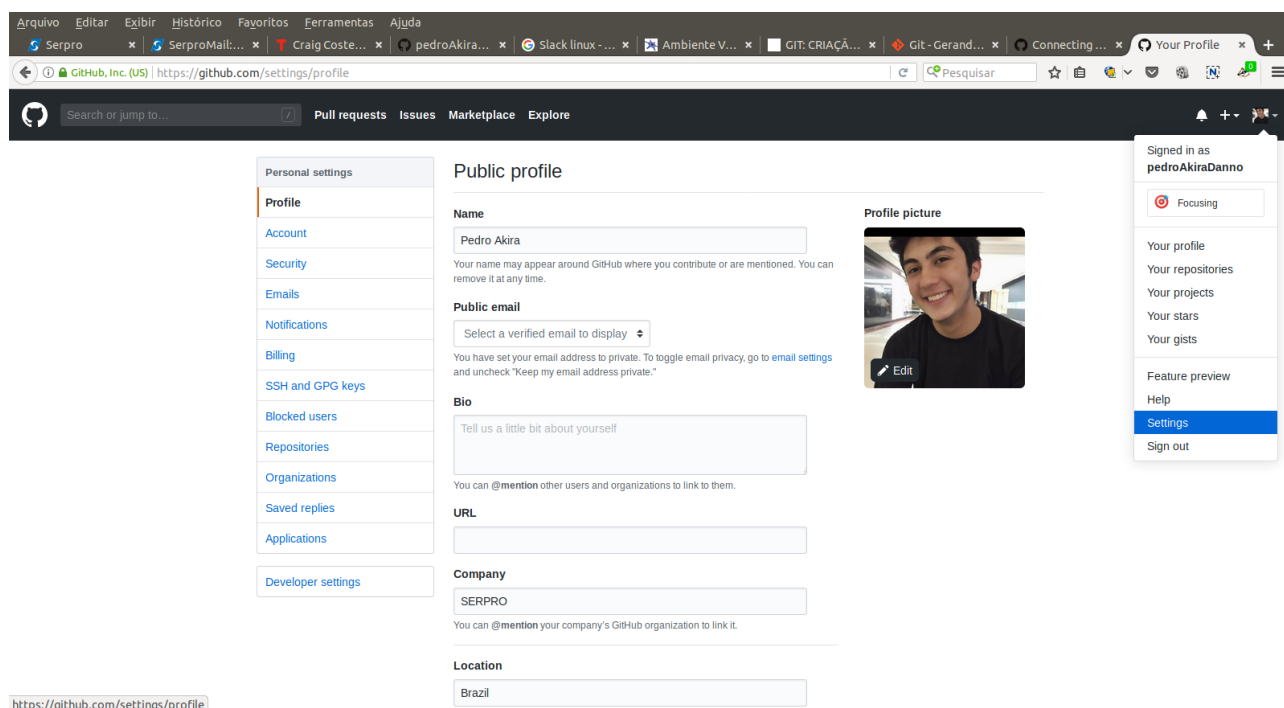 Arquivo Editar Exibir Histórico Favoritos Ferramentas Ajuda
Serpro SerproMail:... Craig Coste... pedroAkira... Slack linux - ... Ambiente V... GIT: CRIAÇÃ... Git - Gerand... Connecting ... Your Profile
GitHub, Inc. (US) https://github.com/settings/profile Pesquisar 0
Search or jump to... / Pull requests Issues Marketplace Explore
Signed in as
pedroAkiraDanno
Focusing
Your profile
Your repositories
Your projects
Your stars
Your gists
Feature preview
Help
Settings
Sign out
Personal settings
Profile
Account
Security
Emails
Notifications
Billing
SSH and GPG keys
Blocked users
Repositories
Organizations
Saved replies
Applications
Developer settings
Public profile
Name
Pedro Akira
Your name may appear around GitHub where you contribute or are mentioned. You can
remove it at any time.
Public email
Select a verified email to display
You have set your email address to private. To toggle email privacy, go to email settings
and uncheck "Keep my email address private."
Bio
Tell us a little bit about yourself
You can @mention other users and organizations to link to them.
URL
Company
SERPRO
You can @mention your company's GitHub organization to link it.
Location
Brazil
Profile picture
Edit
https://github.com/settings/profile